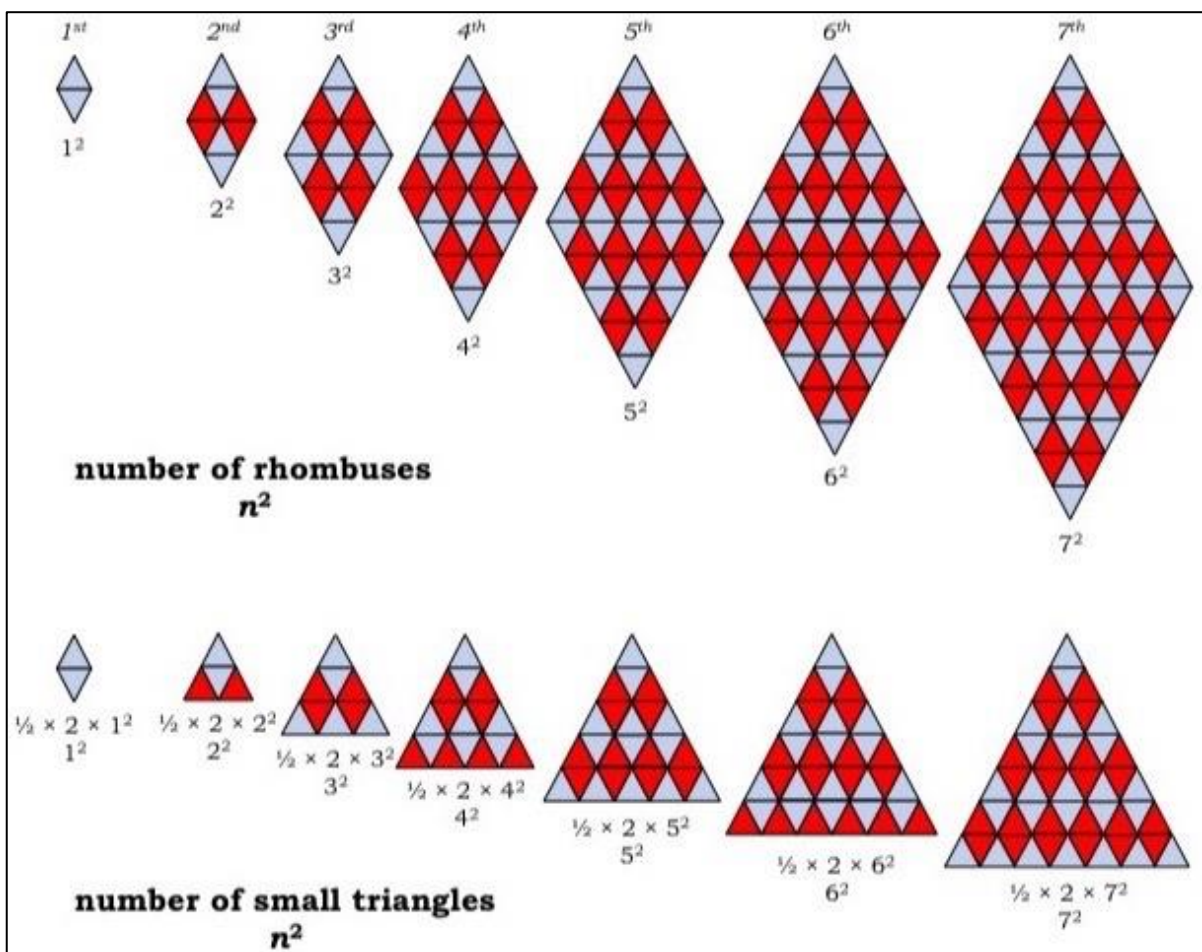 1st 2nd 3rd 4th 5th 6th 7th
1²
2²
3²
4²
5²
6²
7²
number of rhombuses
n²
½ × 2 × 1²
1²
½ × 2 × 2²
2²
½ × 2 × 3²
3²
½ × 2 × 4²
4²
½ × 2 × 5²
5²
½ × 2 × 6²
6²
½ × 2 × 7²
7²
number of small triangles
n²